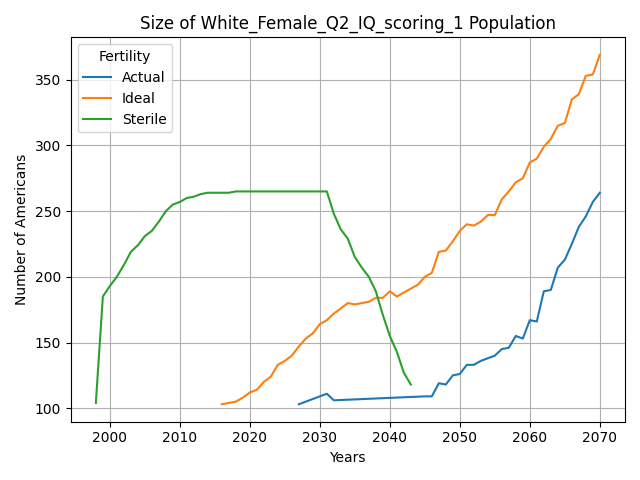 Size of White_Female_Q2_IQ_scoring_1 Population
Fertility
Actual
Ideal
Sterile
Number of Americans
350
300
250
200
150
100
2000 2010 2020 2030 2040 2050 2060 2070
Years